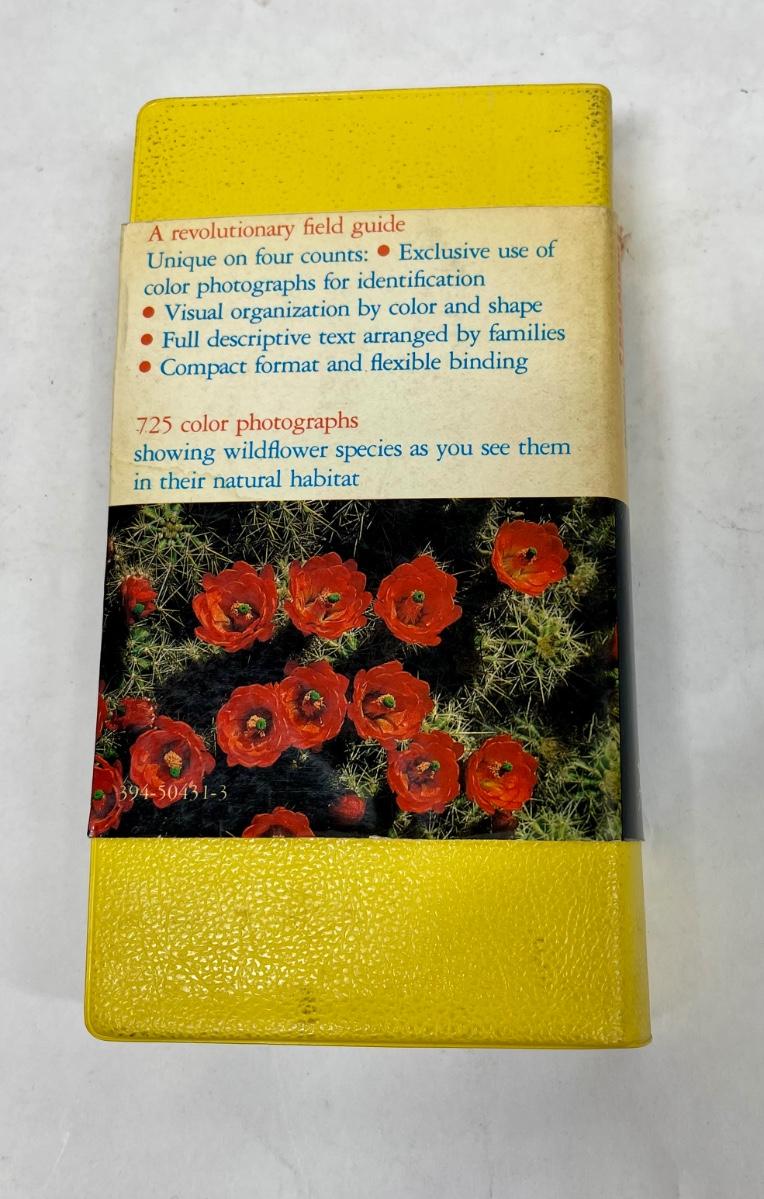 A revolutionary field guide
Unique on four counts: • Exclusive use of
color photographs for identification
• Visual organization by color and shape
• Full descriptive text arranged by families
• Compact format and flexible binding
725 color photographs
showing wildflower species as you see them
in their natural habitat
394-50431-3